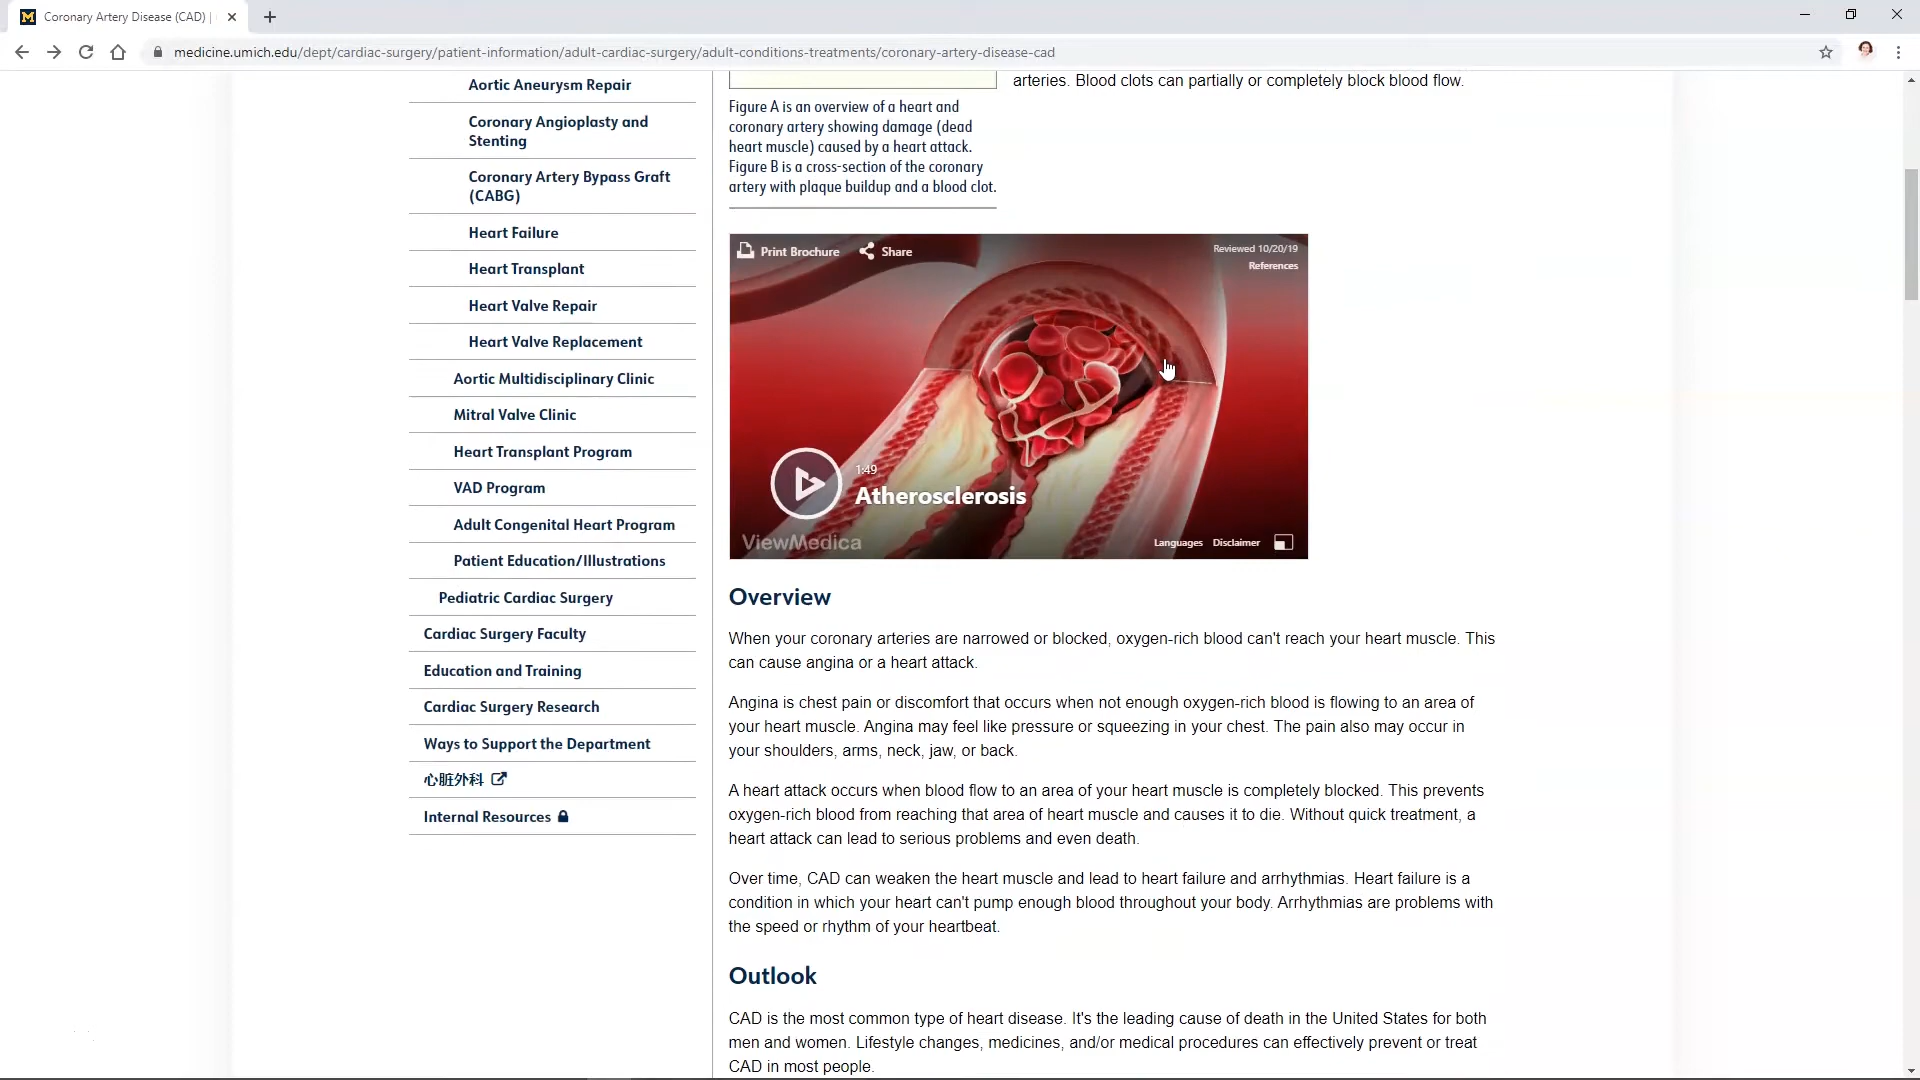 Coronary Artery Disease (CAD) |
medicine.umich.edu/dept/cardiac-surgery/patient-information/adult-cardiac-surgery/adult-conditions-treatments/coronary-artery-disease-cad
Aortic Aneurysm Repair
Coronary Angioplasty and
Stenting
Coronary Artery Bypass Graft
(CABG)
Heart Failure
Heart Transplant
Heart Valve Repair
Heart Valve Replacement
Aortic Multidisciplinary Clinic
Mitral Valve Clinic
Heart Transplant Program
VAD Program
Adult Congenital Heart Program
Patient Education/Illustrations
Pediatric Cardiac Surgery
Cardiac Surgery Faculty
Education and Training
Cardiac Surgery Research
Ways to Support the Department
心脏外科
Internal Resources
arteries. Blood clots can partially or completely block blood flow.
Figure A is an overview of a heart and
coronary artery showing damage (dead
heart muscle) caused by a heart attack.
Figure B is a cross-section of the coronary
artery with plaque buildup and a blood clot.
Print Brochure
Share
Reviewed 10/20/19
References
1:49
Atherosclerosis
ViewMedica
Languages
Disclaimer
Overview
When your coronary arteries are narrowed or blocked, oxygen-rich blood can't reach your heart muscle. This
can cause angina or a heart attack.
Angina is chest pain or discomfort that occurs when not enough oxygen-rich blood is flowing to an area of
your heart muscle. Angina may feel like pressure or squeezing in your chest. The pain also may occur in
your shoulders, arms, neck, jaw, or back.
A heart attack occurs when blood flow to an area of your heart muscle is completely blocked. This prevents
oxygen-rich blood from reaching that area of heart muscle and causes it to die. Without quick treatment, a
heart attack can lead to serious problems and even death.
Over time, CAD can weaken the heart muscle and lead to heart failure and arrhythmias. Heart failure is a
condition in which your heart can't pump enough blood throughout your body. Arrhythmias are problems with
the speed or rhythm of your heartbeat.
Outlook
CAD is the most common type of heart disease. It's the leading cause of death in the United States for both
men and women. Lifestyle changes, medicines, and/or medical procedures can effectively prevent or treat
CAD in most people.